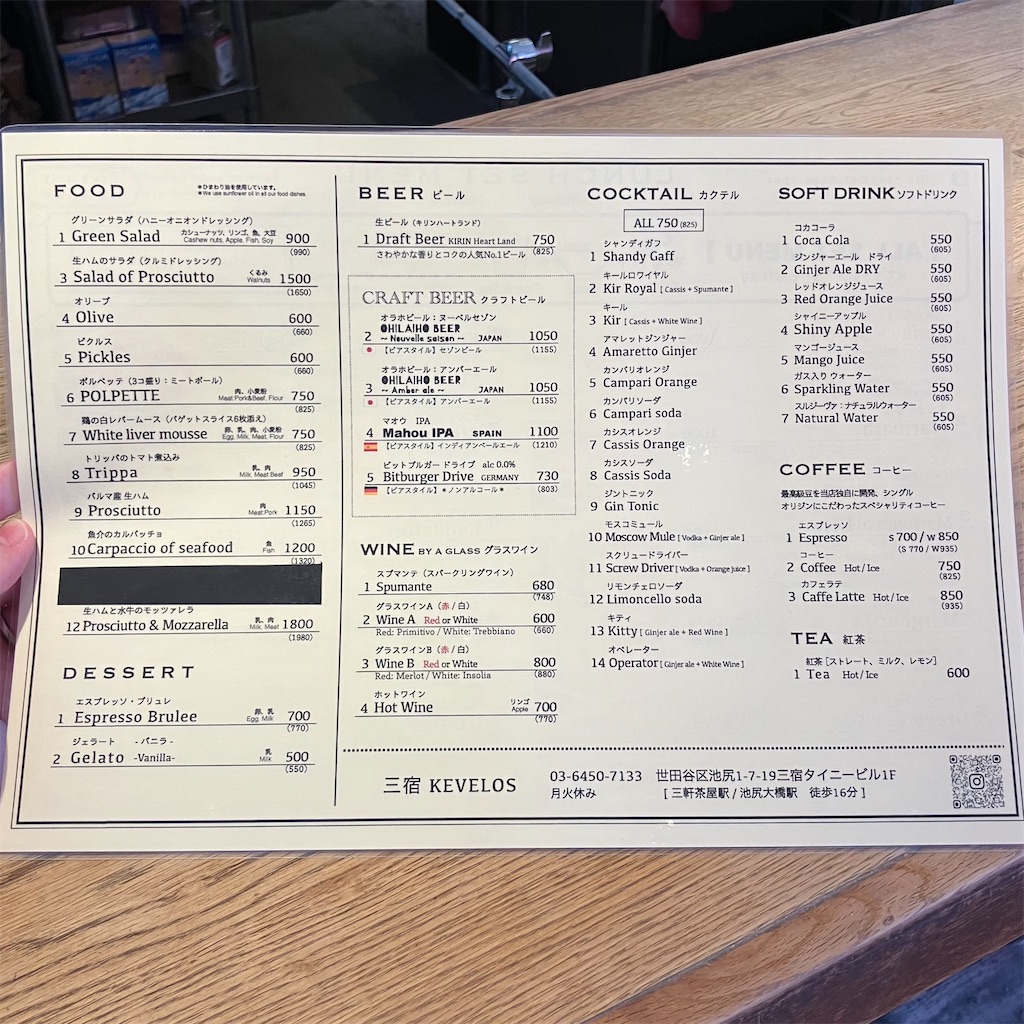 FOOD
*ひまわり油を使用しています。
*We use sunflower oil in all our food dishes.
グリーンサラダ（ハニーオニオンドレッシング）
1 Green Salad カシューナッツ、リンゴ、魚、大豆 900
Cashew nuts, Apple, Fish, Soy
(990)
生ハムのサラダ（クルミドレッシング）
3 Salad of Prosciutto くるみ 1500
Walnuts
(1650)
オリーブ
4 Olive 600
(660)
ピクルス
5 Pickles 600
(660)
ポルペッテ（3コ盛り：ミートボール）
6 POLPETTE 肉、小麦粉 750
Meat:Pork&Beef, Flour
(825)
鶏の白レバームース（バゲットスライス6枚添え）
7 White liver mousse 卵、乳、肉、小麦粉 750
Egg, Milk, Meat, Flour
(825)
トリッパのトマト煮込み
8 Trippa 乳、肉 950
Milk, Meat:Beef
(1045)
パルマ産 生ハム
9 Prosciutto 肉 1150
Meat:Pork
(1265)
魚介のカルパッチョ
10 Carpaccio of seafood 魚 1200
Fish
(1320)
生ハムと水牛のモッツァレラ
12 Prosciutto & Mozzarella 乳、肉 1800
Milk, Meat
(1980)
DESSERT
エスプレッソ・ブリュレ
1 Espresso Brulee 卵、乳 700
Egg, Milk
(770)
ジェラート - バニラ -
2 Gelato -Vanilla- 乳 500
Milk
(550)
BEER ビール
生ビール（キリンハートランド）
1 Draft Beer KIRIN Heart Land 750
さわやかな香りとコクの人気No.1ビール (825)
CRAFT BEER クラフトビール
オラホビール：ヌーベルセゾン
OH!LA!HO BEER
2 ~ Nouvelle saison ~ JAPAN 1050
【ビアスタイル】セゾンビール (1155)
オラホビール：アンバーエール
OH!LA!HO BEER
3 ~ Amber ale ~ JAPAN 1050
【ビアスタイル】アンバーエール (1155)
マオウ IPA
4 Mahou IPA SPAIN 1100
【ビアスタイル】インディアンペールエール (1210)
ビットブルガー ドライブ alc 0.0%
5 Bitburger Drive GERMANY 730
【ビアスタイル】＊ノンアルコール＊ (803)
WINE BY A GLASS グラスワイン
スプマンテ（スパークリングワイン）
1 Spumante 680
(748)
グラスワインA（赤 / 白）
2 Wine A Red or White 600
Red: Primitivo / White: Trebbiano (660)
グラスワインB（赤 / 白）
3 Wine B Red or White 800
Red: Merlot / White: Insolia (880)
ホットワイン
4 Hot Wine リンゴ 700
Apple
(770)
COCKTAIL カクテル
ALL 750 (825)
シャンディガフ
1 Shandy Gaff
キールロワイヤル
2 Kir Royal [ Cassis + Spumante ]
キール
3 Kir [ Cassis + White Wine ]
アマレットジンジャー
4 Amaretto Ginjer
カンパリオレンジ
5 Campari Orange
カンパリソーダ
6 Campari soda
カシスオレンジ
7 Cassis Orange
カシスソーダ
8 Cassis Soda
ジントニック
9 Gin Tonic
モスコミュール
10 Moscow Mule [ Vodka + Ginjer ale ]
スクリュードライバー
11 Screw Driver [ Vodka + Orange juice ]
リモンチェロソーダ
12 Limoncello soda
キティ
13 Kitty [ Ginjer ale + Red Wine ]
オペレーター
14 Operator [ Ginjer ale + White Wine ]
SOFT DRINK ソフトドリンク
コカコーラ
1 Coca Cola 550
(605)
ジンジャーエール ドライ
2 Ginjer Ale DRY 550
(605)
レッドオレンジジュース
3 Red Orange Juice 550
(605)
シャイニーアップル
4 Shiny Apple 550
(605)
マンゴージュース
5 Mango Juice 550
(605)
ガス入り ウォーター
6 Sparkling Water 550
(605)
スルジーヴァ：ナチュラルウォーター
7 Natural Water 550
(605)
COFFEE コーヒー
最高級豆を当店独自に開発、シングル
オリジンにこだわったスペシャリティコーヒー
エスプレッソ
1 Espresso s 700 / w 850
(S 770 / W935)
コーヒー
2 Coffee Hot / Ice 750
(825)
カフェラテ
3 Caffe Latte Hot / Ice 850
(935)
TEA 紅茶
紅茶［ストレート、ミルク、レモン］
1 Tea Hot / Ice 600
三宿 KEVELOS
03-6450-7133 世田谷区池尻1-7-19三宿タイニービル1F
月火休み [ 三軒茶屋駅 / 池尻大橋駅 徒歩16分 ]